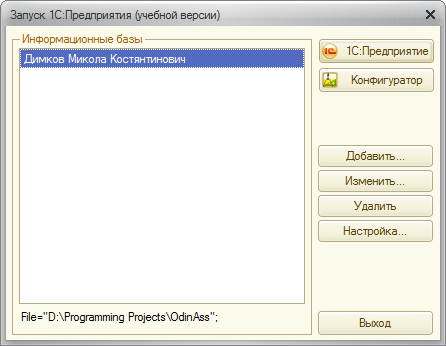 Запуск 1С:Предприятия (учебной версии)
Информационные базы
Димков Микола Костянтинович
1С:Предприятие
Конфигуратор
Добавить...
Изменить...
Удалить
Настройка...
File="D:\Programming Projects\OdinAss";
Выход